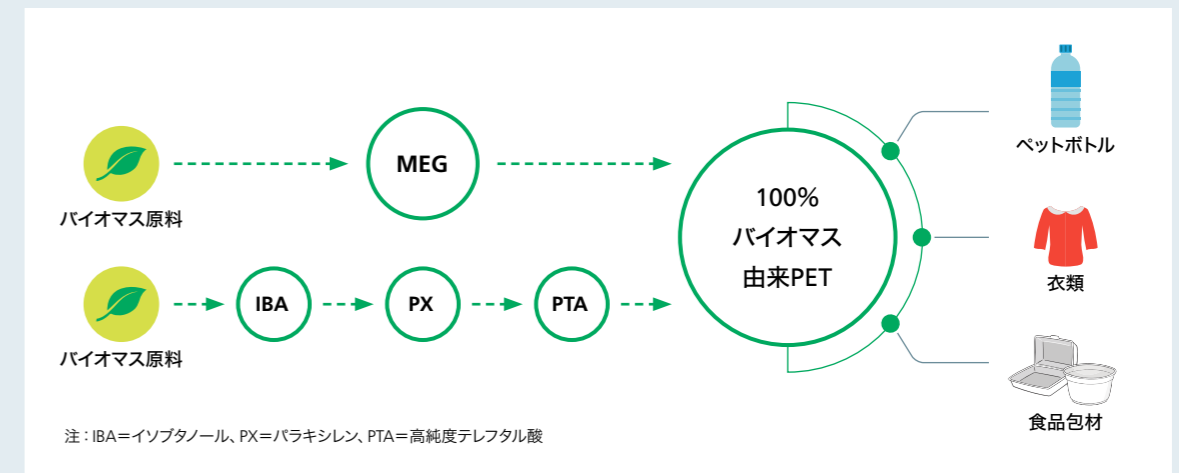 バイオマス原料
MEG
バイオマス原料
IBA
PX
PTA
100%
バイオマス
由来PET
ペットボトル
衣類
食品包材
注：IBA＝イソブタノール、PX＝パラキシレン、PTA＝高純度テレフタル酸